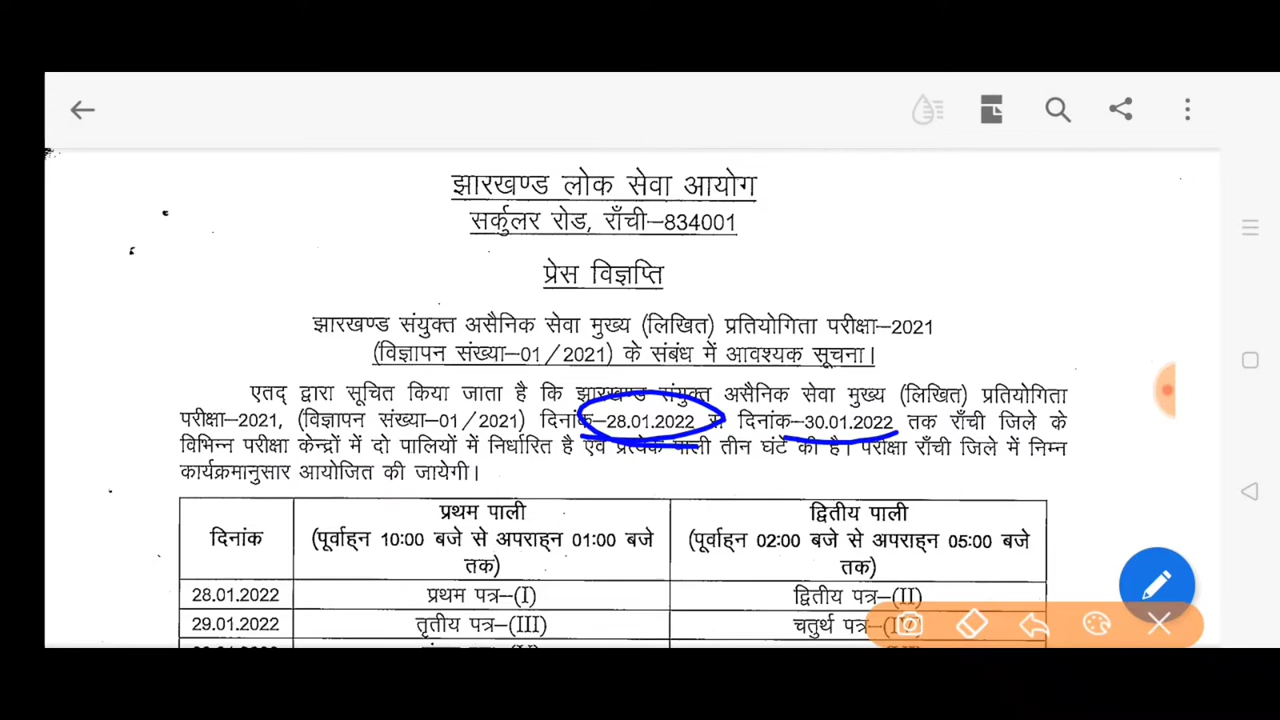 झारखण्ड लोक सेवा आयोग
सर्कुलर रोड, राँची–834001
प्रेस विज्ञप्ति
झारखण्ड संयुक्त असैनिक सेवा मुख्य (लिखित) प्रतियोगिता परीक्षा–2021
(विज्ञापन संख्या–01/2021) के संबंध में आवश्यक सूचना।
एतद् द्वारा सूचित किया जाता है कि झारखण्ड संयुक्त असैनिक सेवा मुख्य (लिखित) प्रतियोगिता
परीक्षा–2021, (विज्ञापन संख्या–01/2021) दिनांक–28.01.2022 से दिनांक–30.01.2022 तक राँची जिले के
विभिन्न परीक्षा केन्द्रों में दो पालियों में निर्धारित है एवं प्रत्येक पाली तीन घंटे की है। परीक्षा राँची जिले में निम्न
कार्यक्रमानुसार आयोजित की जायेगी।
दिनांक
प्रथम पाली
(पूर्वाह्न 10:00 बजे से अपराह्न 01:00 बजे
तक)
द्वितीय पाली
(पूर्वाह्न 02:00 बजे से अपराह्न 05:00 बजे
तक)
28.01.2022 प्रथम पत्र–(I) द्वितीय पत्र–(II)
29.01.2022 तृतीय पत्र–(III) चतुर्थ पत्र–